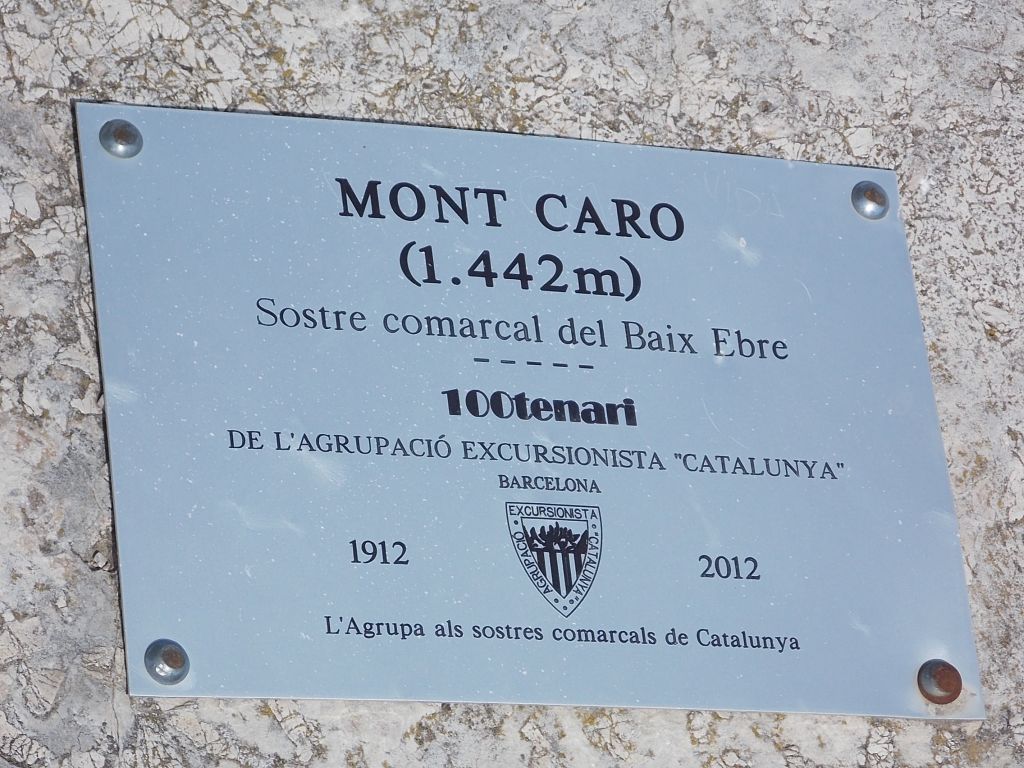 MONT CARO
(1.442m)
Sostre comarcal del Baix Ebre
-----
100tenari
DE L'AGRUPACIÓ EXCURSIONISTA "CATALUNYA"
BARCELONA
EXCURSIONISTA
AGRUPACIÓ
"CATALUNYA"
1912
2012
L'Agrupa als sostres comarcals de Catalunya